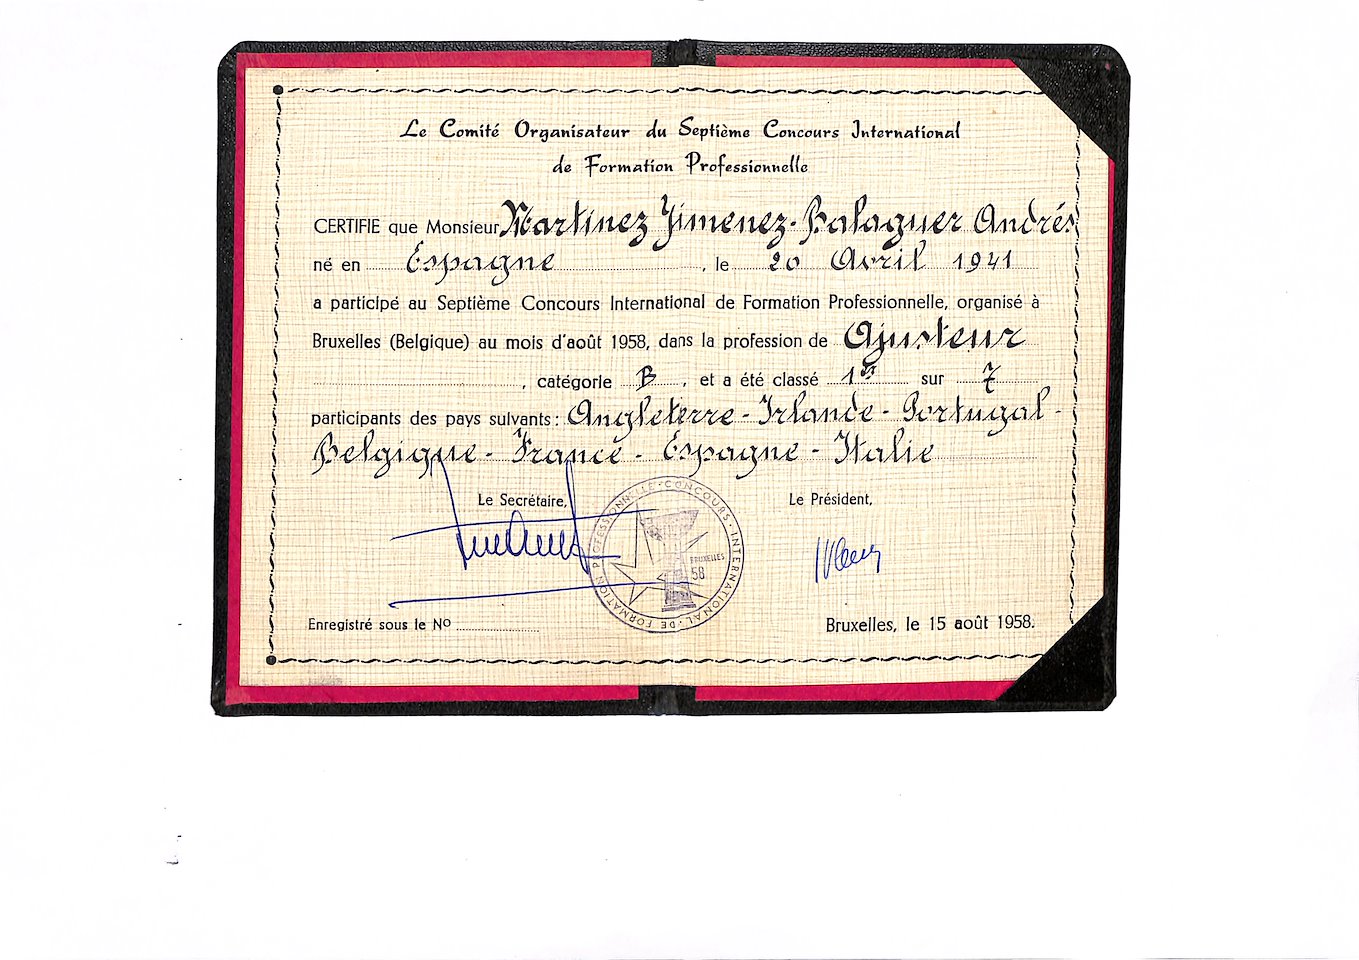 Le Comité Organisateur du Septième Concours International
de Formation Professionnelle
CERTIFIE que Monsieur Martinez Jimenez-Balaguer Andrés
né en Espagne, le 20 Avril 1941
a participé au Septième Concours International de Formation Professionnelle, organisé à
Bruxelles (Belgique) au mois d'août 1958, dans la profession de Ajusteur
, catégorie B, et a été classé 1er sur 7
participants des pays suivants: Angleterre - Irlande - Portugal -
Belgique - France - Espagne - Italie
Le Secrétaire, Le Président,
CONCOURS · INTERNATIONAL · DE FORMATION PROFESSIONNELLE ·
BRUXELLES
58
Enregistré sous le No
Bruxelles, le 15 août 1958.